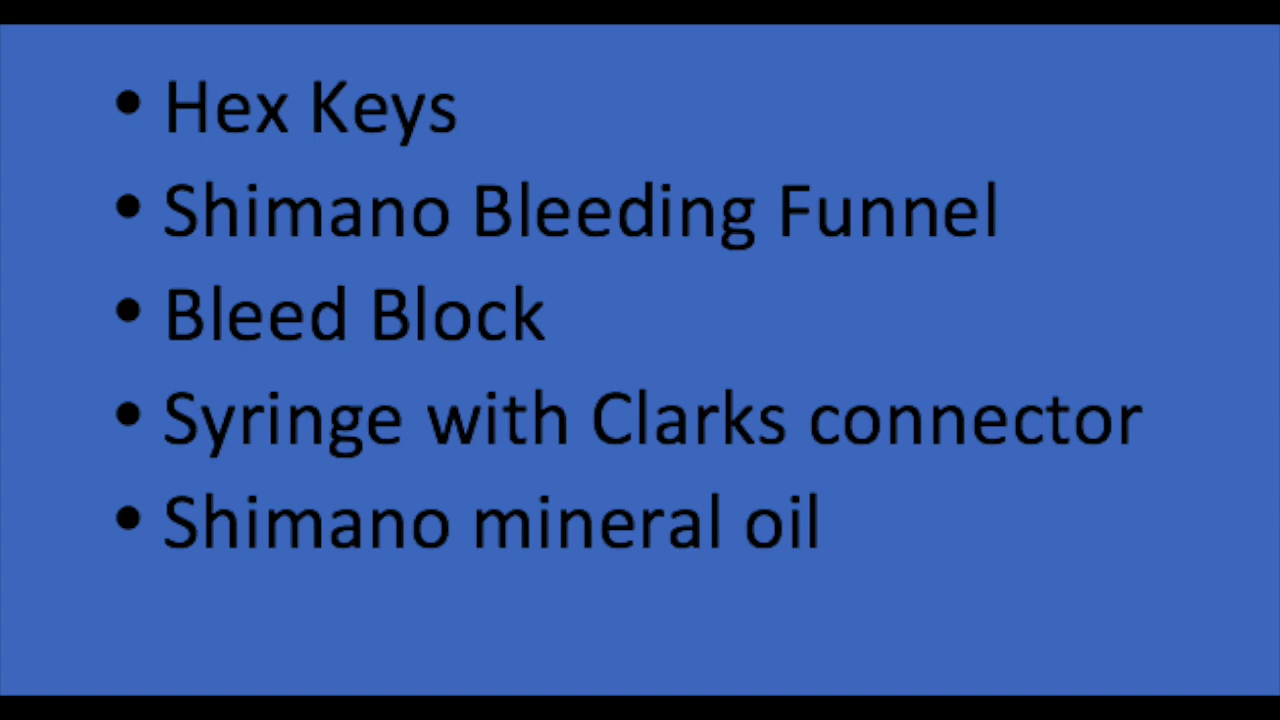 • Hex Keys
• Shimano Bleeding Funnel
• Bleed Block
• Syringe with Clarks connector
• Shimano mineral oil